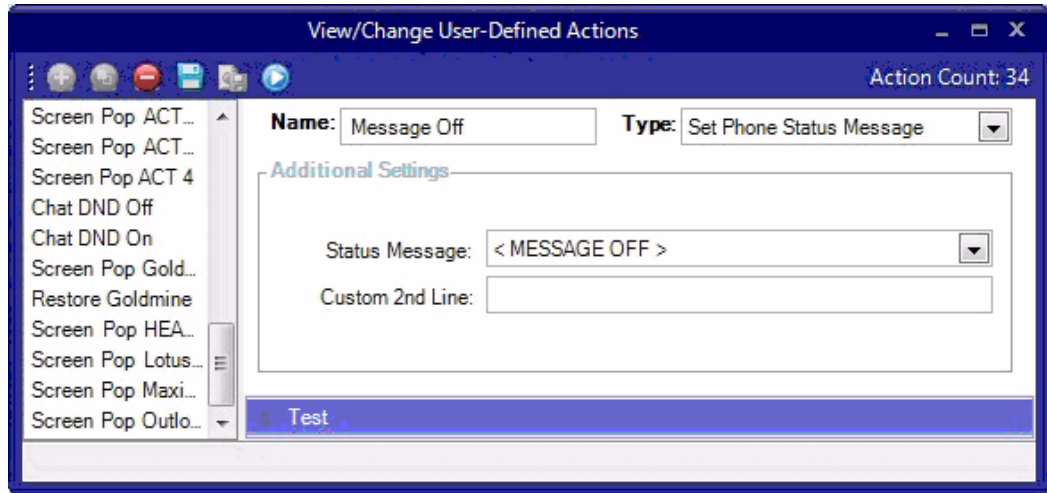 View/Change User-Defined Actions
Action Count: 34
Screen Pop ACT...
Screen Pop ACT...
Screen Pop ACT 4
Chat DND Off
Chat DND On
Screen Pop Gold...
Restore Goldmine
Screen Pop HEA...
Screen Pop Lotus...
Screen Pop Maxi...
Screen Pop Outlo...
Name: Message Off Type: Set Phone Status Message
Additional Settings
Status Message: < MESSAGE OFF >
Custom 2nd Line:
Test